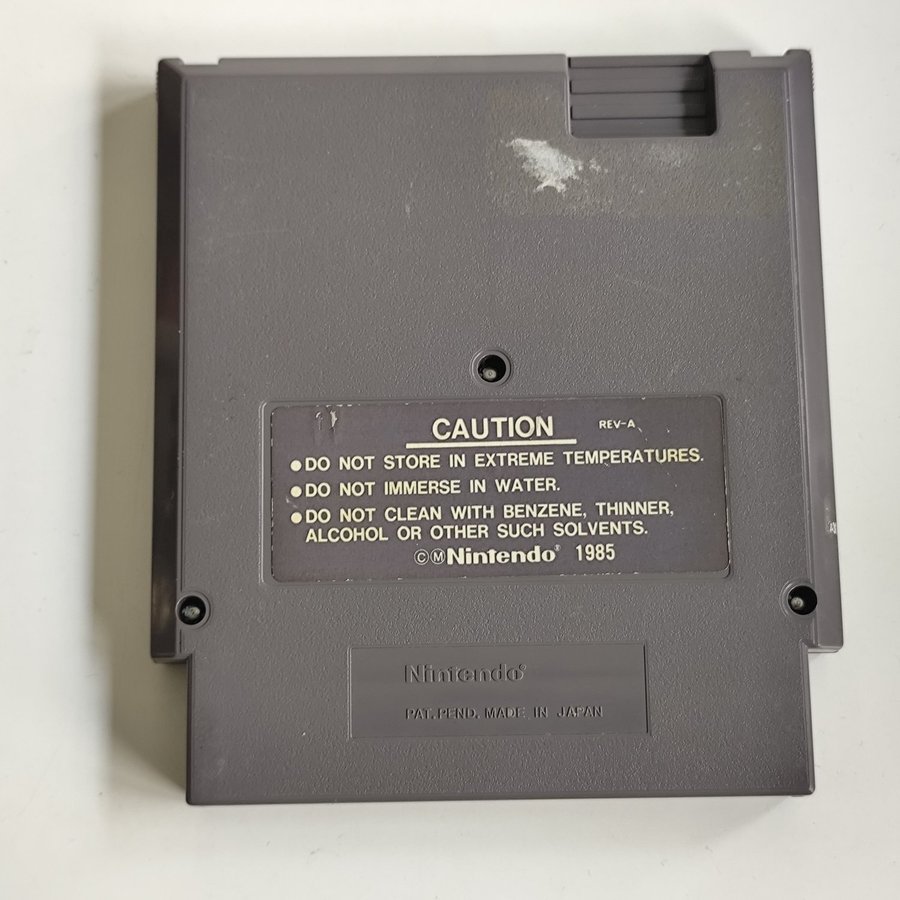 CAUTION REV-A
●DO NOT STORE IN EXTREME TEMPERATURES.
●DO NOT IMMERSE IN WATER.
●DO NOT CLEAN WITH BENZENE, THINNER,
ALCOHOL OR OTHER SUCH SOLVENTS.
©ⓂNintendo® 1985
Nintendo®
PAT. PEND. MADE IN JAPAN